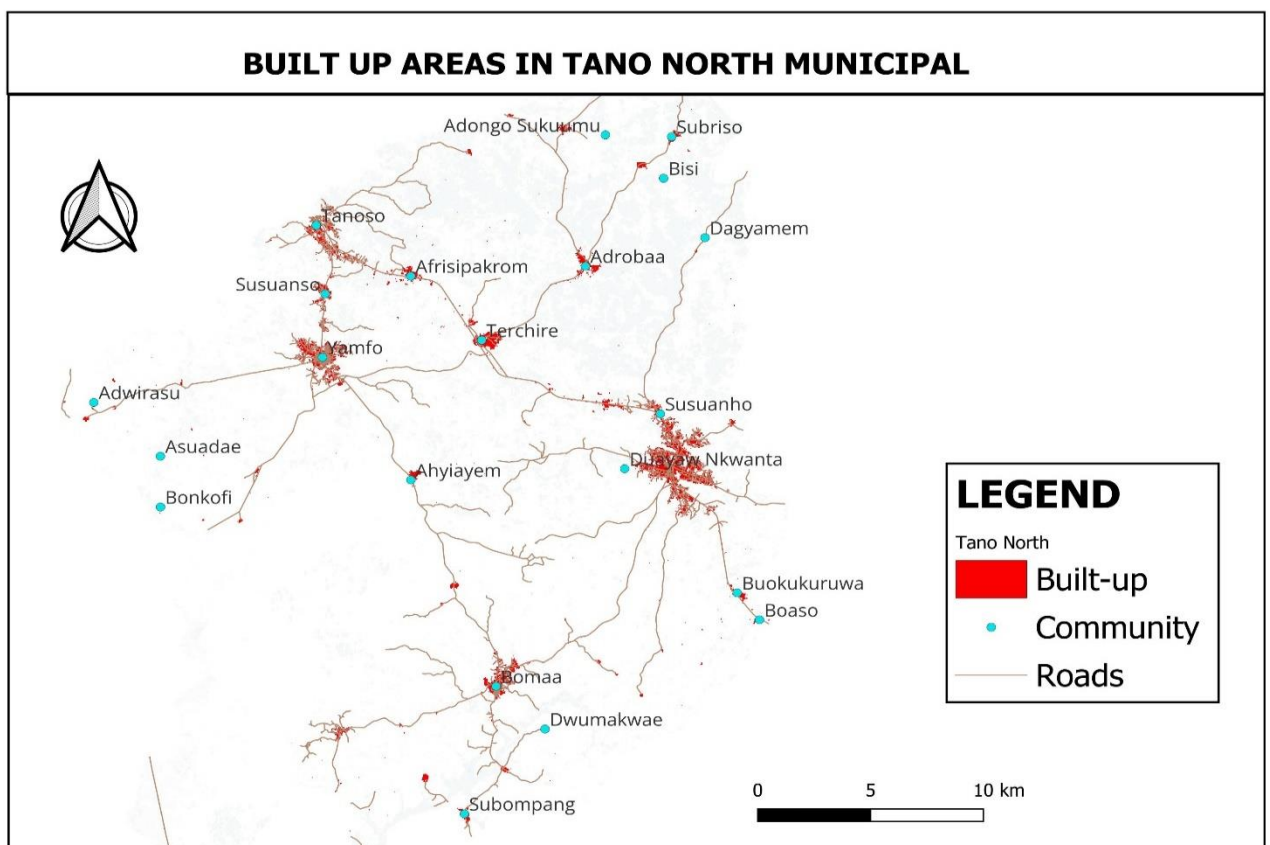 BUILT UP AREAS IN TANO NORTH MUNICIPAL
Adongo Sukuumu
Subriso
Bisi
Tanoso
Dagyamem
Adrobaa
Afrisipakrom
Susuanso
Terchire
Yamfo
Adwirasu
Susuanho
Asuadae
Duayaw Nkwanta
Ahyiayem
Bonkofi
LEGEND
Tano North
Built-up
Community
Roads
Buokukuruwa
Boaso
Bomaa
Dwumakwae
Subompang
0 5 10 km